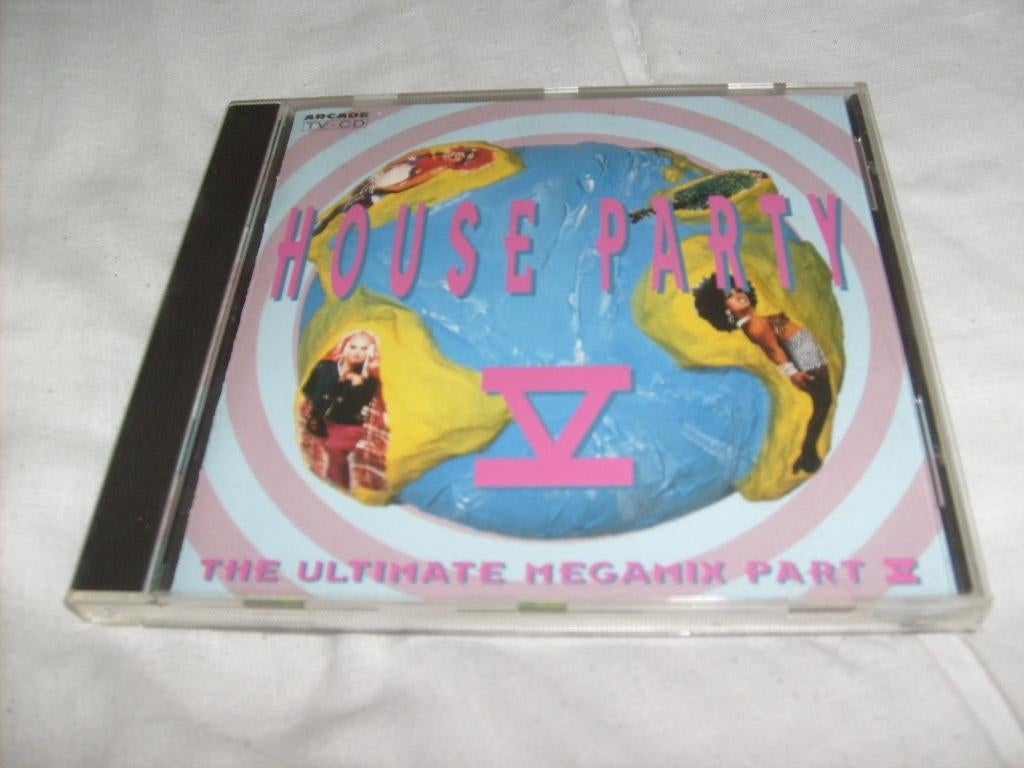 ARCADE
TV-CD
HOUSE PARTY
V
THE ULTIMATE MEGAMIX PART V